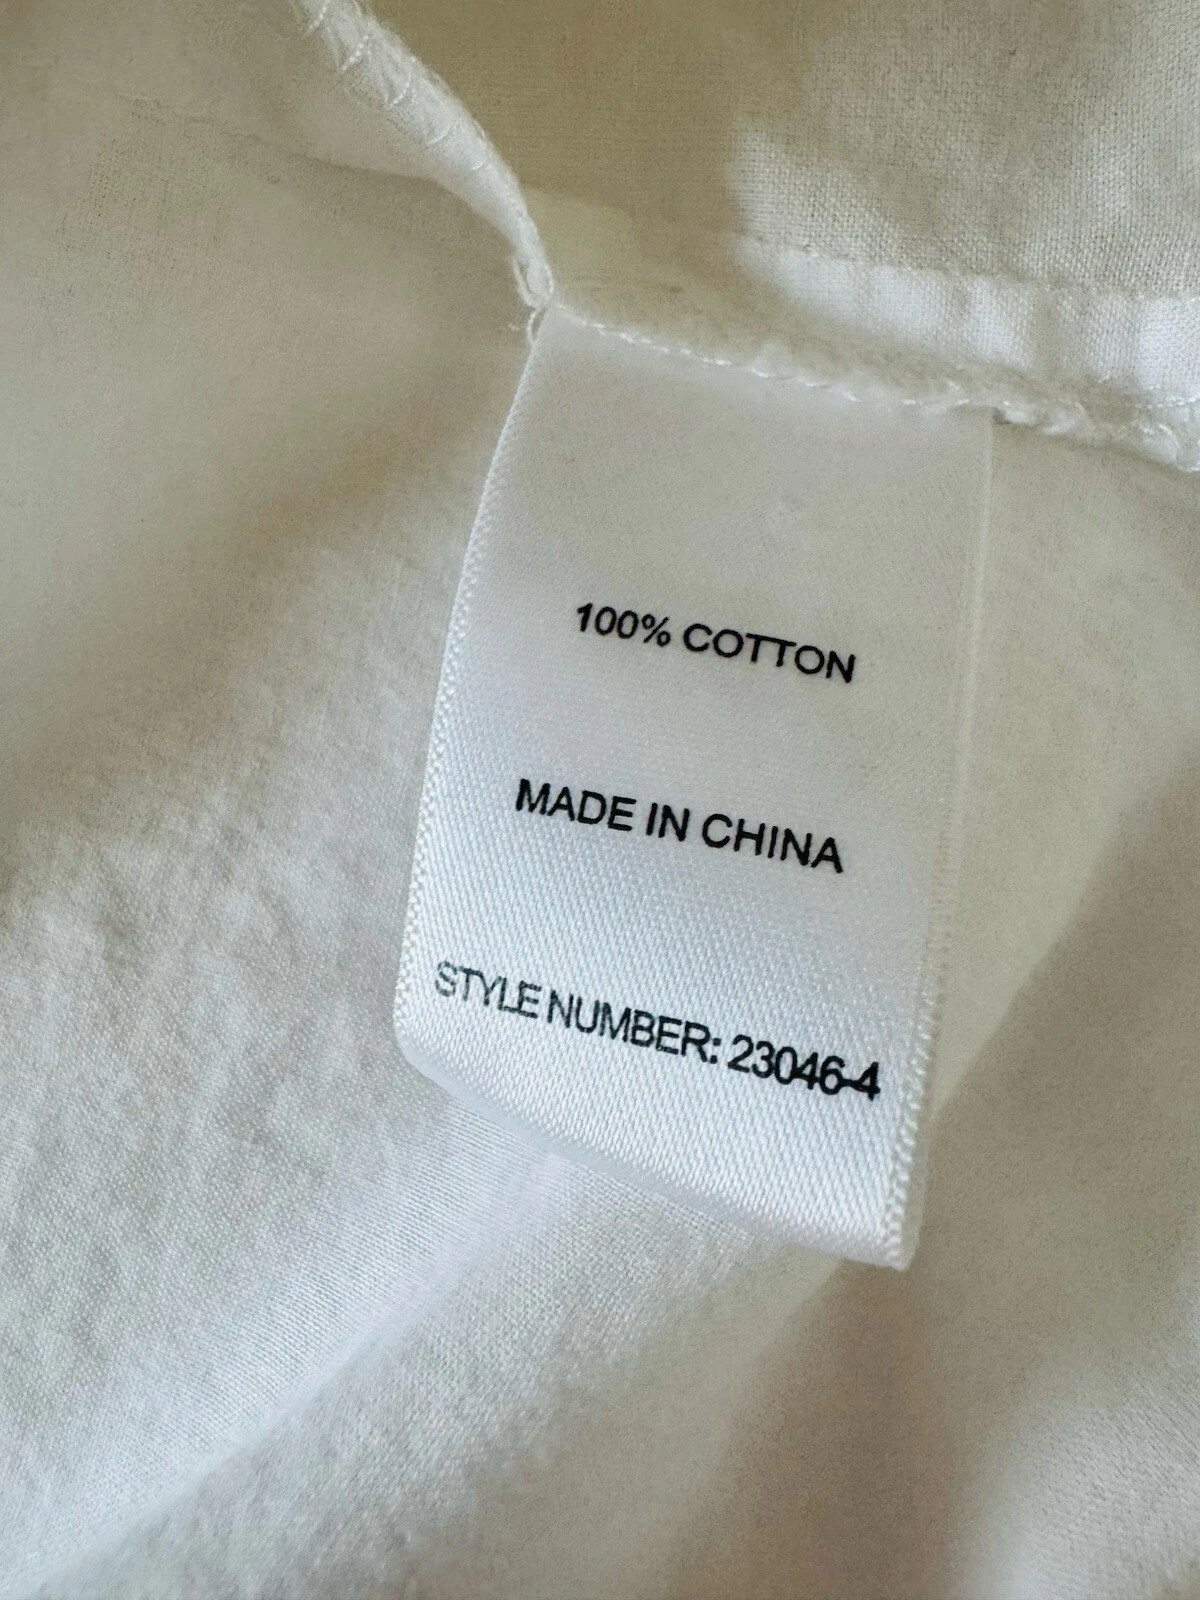 100% COTTON
MADE IN CHINA
STYLE NUMBER: 23046-4